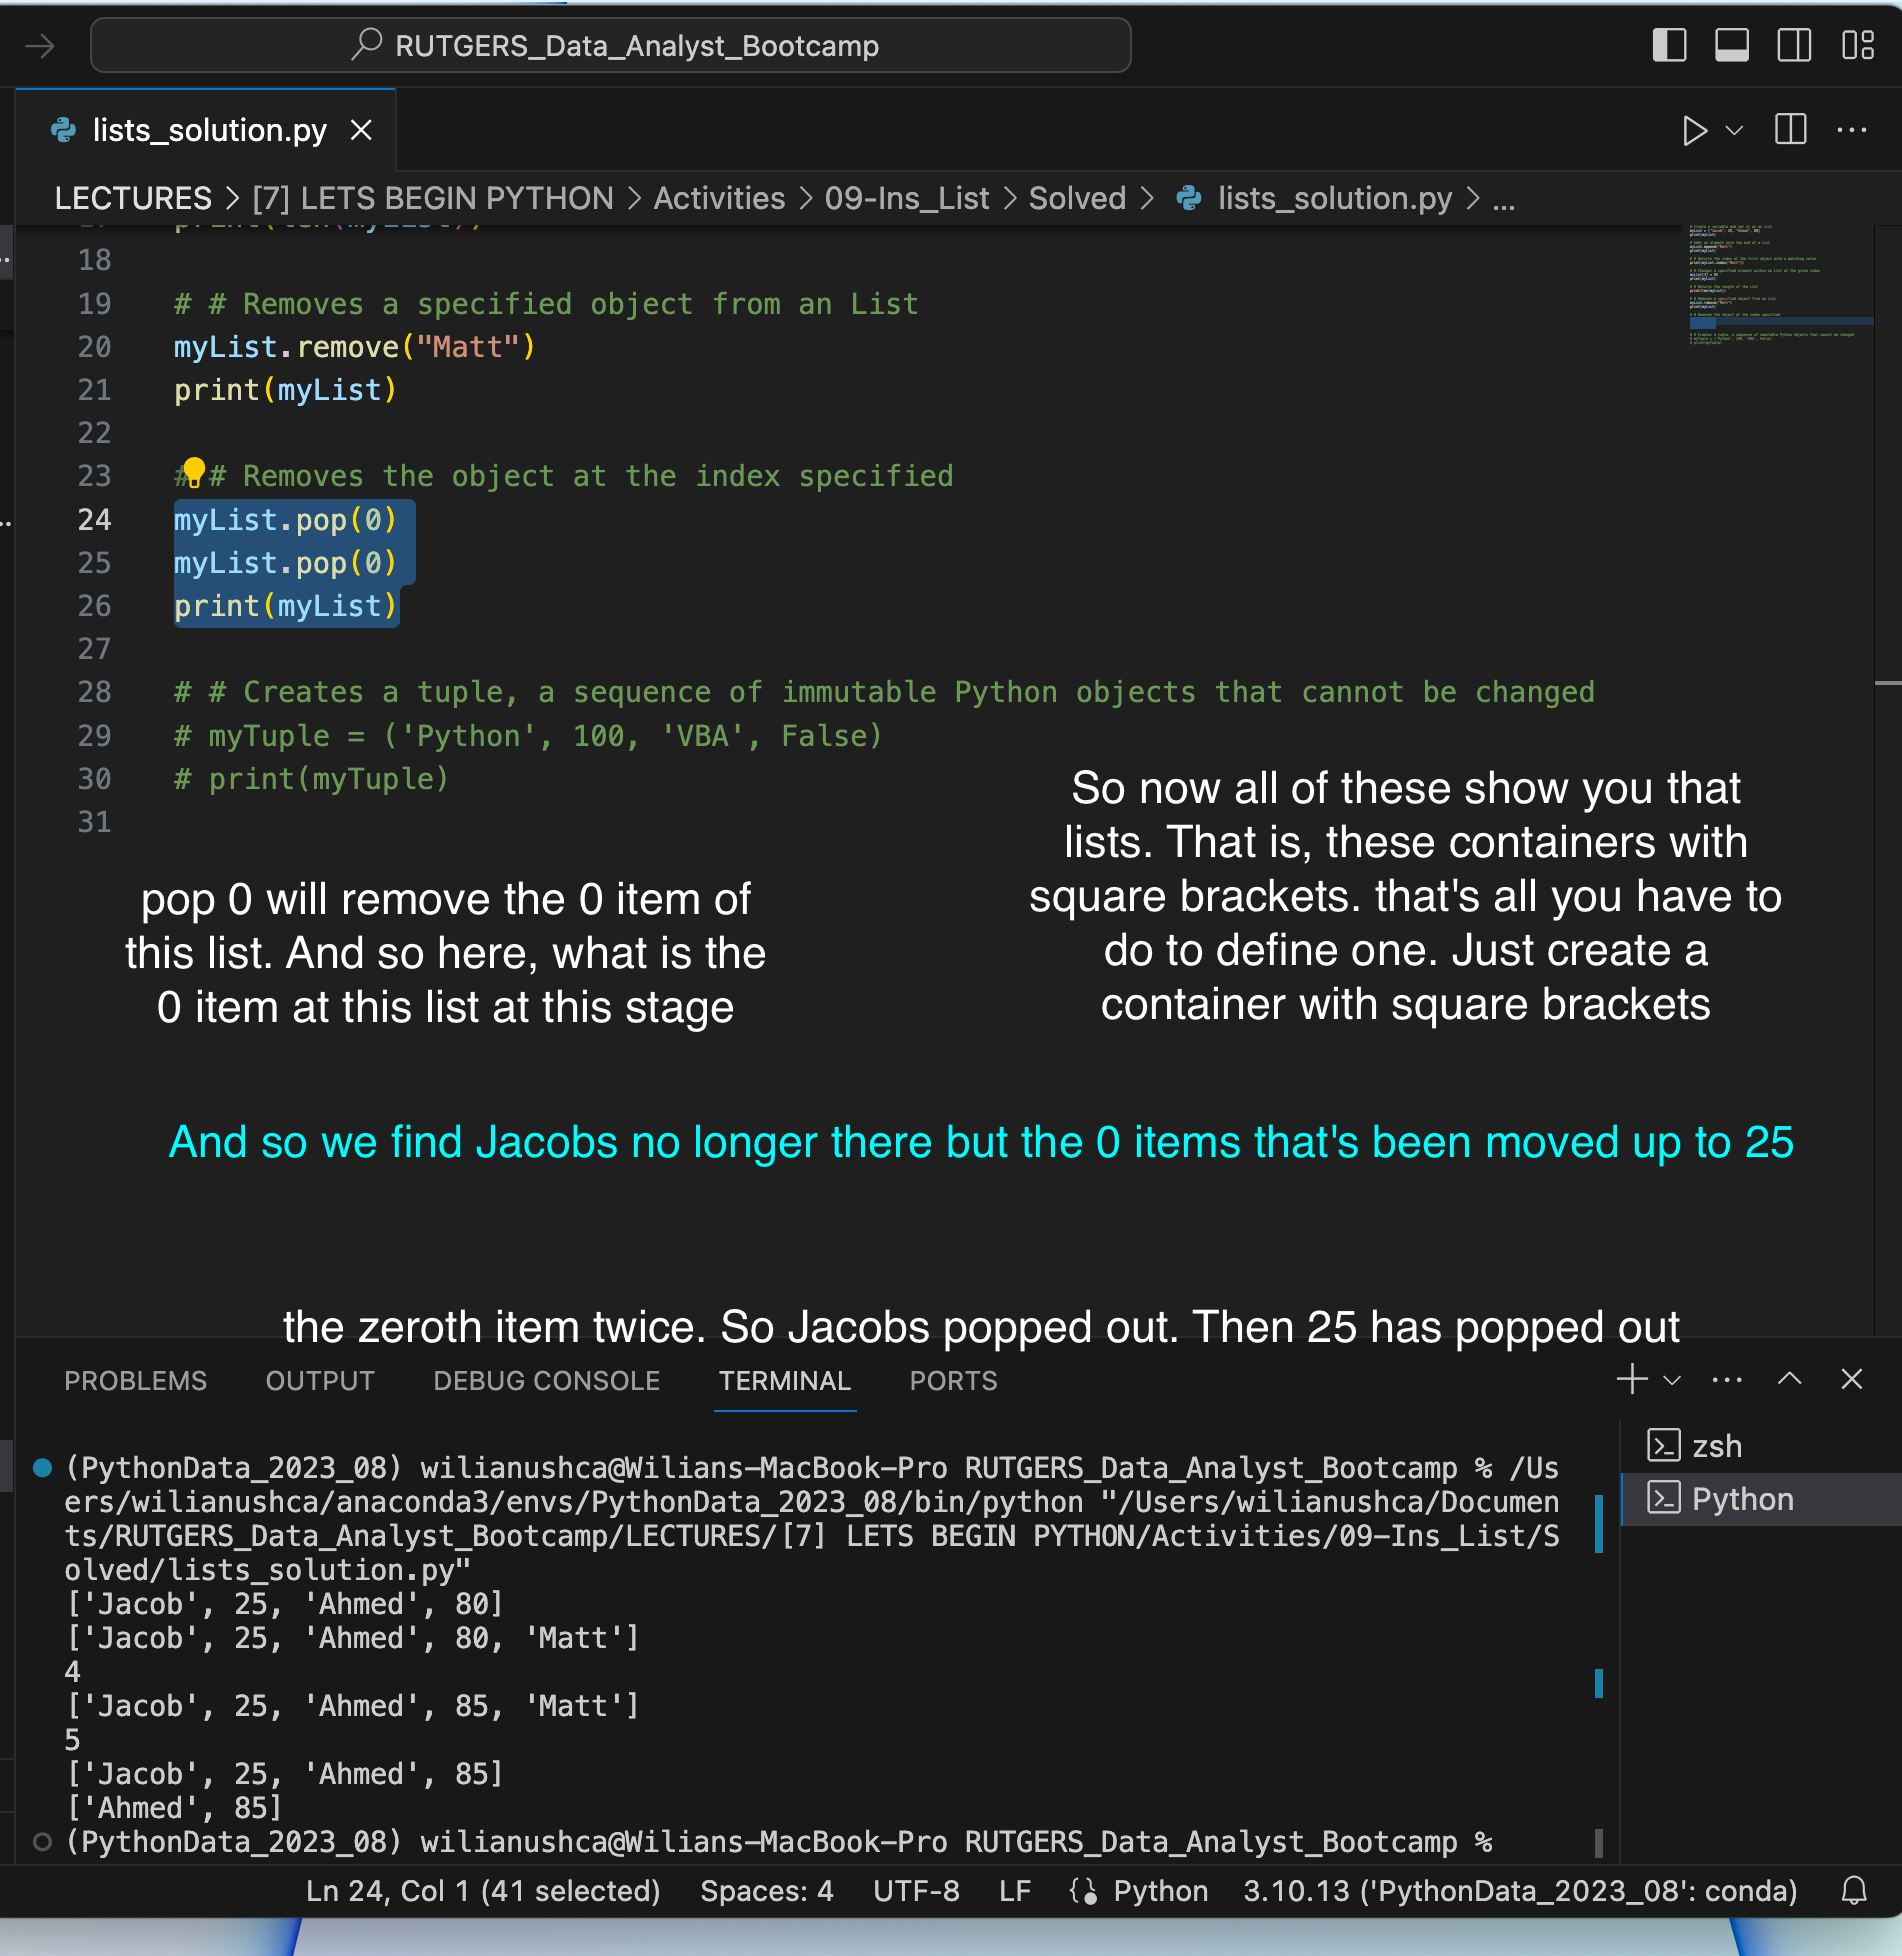 RUTGERS_Data_Analyst_Bootcamp
lists_solution.py
LECTURES > [7] LETS BEGIN PYTHON > Activities > 09-Ins_List > Solved > lists_solution.py > ...
18
19 # # Removes a specified object from an List
20 myList.remove("Matt")
21 print(myList)
22
23 # # Removes the object at the index specified
24 myList.pop(0)
25 myList.pop(0)
26 print(myList)
27
28 # # Creates a tuple, a sequence of immutable Python objects that cannot be changed
29 # myTuple = ('Python', 100, 'VBA', False)
30 # print(myTuple)
31
So now all of these show you that
lists. That is, these containers with
square brackets. that's all you have to
do to define one. Just create a
container with square brackets
pop 0 will remove the 0 item of
this list. And so here, what is the
0 item at this list at this stage
And so we find Jacobs no longer there but the 0 items that's been moved up to 25
the zeroth item twice. So Jacobs popped out. Then 25 has popped out
PROBLEMS OUTPUT DEBUG CONSOLE TERMINAL PORTS
zsh
Python
(PythonData_2023_08) wilianushca@Wilians-MacBook-Pro RUTGERS_Data_Analyst_Bootcamp % /Us
ers/wilianushca/anaconda3/envs/PythonData_2023_08/bin/python "/Users/wilianushca/Documen
ts/RUTGERS_Data_Analyst_Bootcamp/LECTURES/[7] LETS BEGIN PYTHON/Activities/09-Ins_List/S
olved/lists_solution.py"
['Jacob', 25, 'Ahmed', 80]
['Jacob', 25, 'Ahmed', 80, 'Matt']
4
['Jacob', 25, 'Ahmed', 85, 'Matt']
5
['Jacob', 25, 'Ahmed', 85]
['Ahmed', 85]
(PythonData_2023_08) wilianushca@Wilians-MacBook-Pro RUTGERS_Data_Analyst_Bootcamp %
Ln 24, Col 1 (41 selected) Spaces: 4 UTF-8 LF Python 3.10.13 ('PythonData_2023_08': conda)